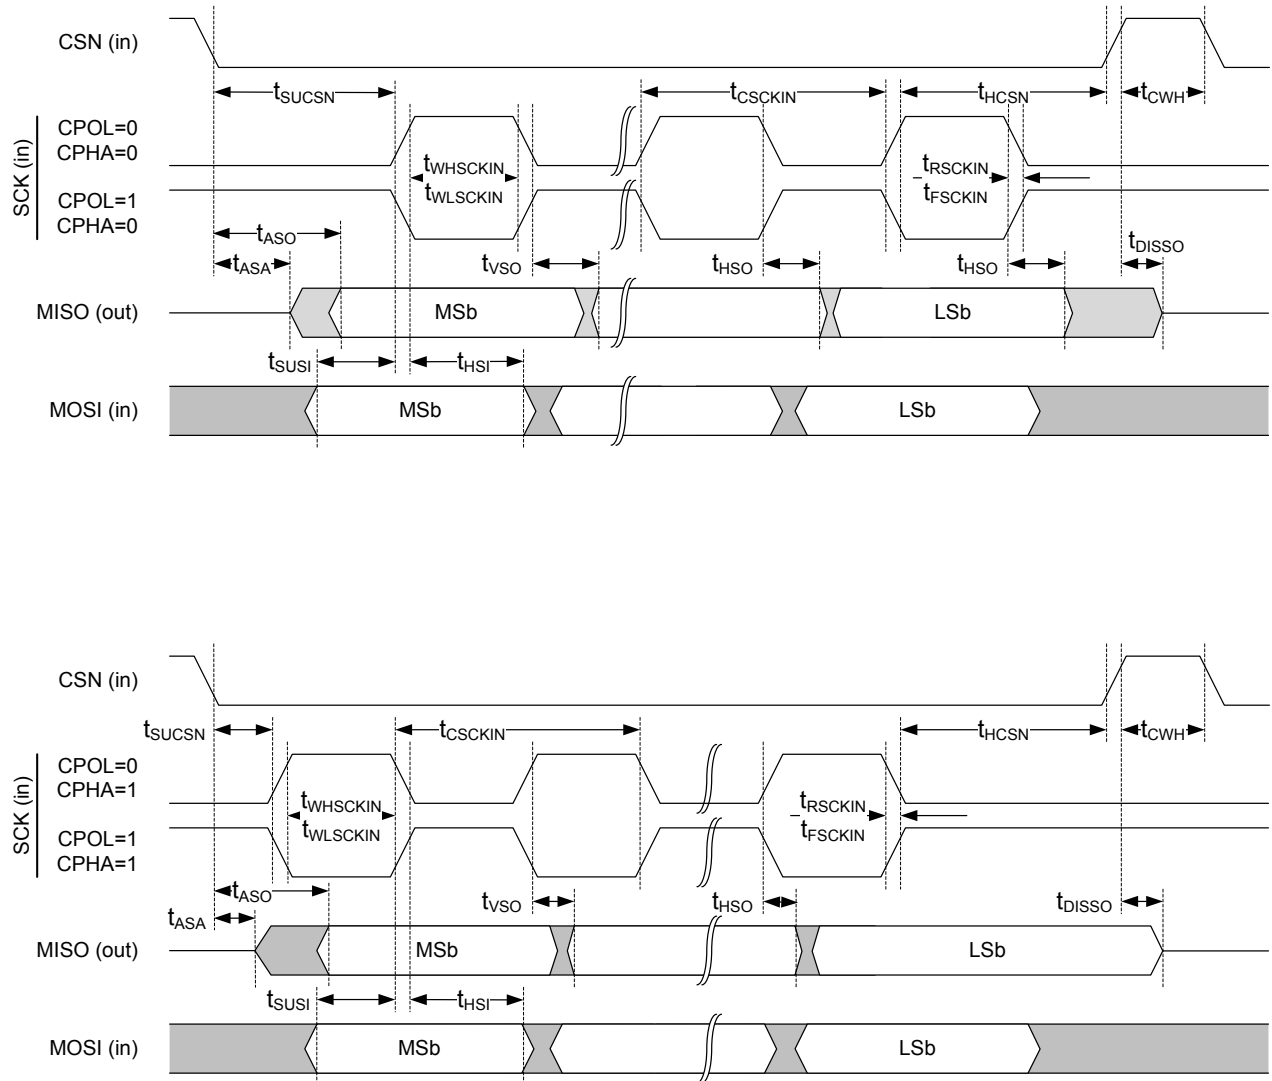 CSN (in)
tSUCSN tCSCKIN tHCSN tCWH
CPOL=0
CPHA=0
SCK (in)
tWHSCKIN tRSCKIN
tWLSCKIN tFSCKIN
CPOL=1
CPHA=0
tASO
tASA tVSO tHSO tHSO tDISSO
MISO (out) MSb LSb
tSUSI tHSI
MOSI (in) MSb LSb
CSN (in)
tSUCSN tCSCKIN tHCSN tCWH
CPOL=0
CPHA=1
SCK (in)
tWHSCKIN tRSCKIN
tWLSCKIN tFSCKIN
CPOL=1
CPHA=1
tASO
tASA tVSO tHSO tDISSO
MISO (out) MSb LSb
tSUSI tHSI
MOSI (in) MSb LSb